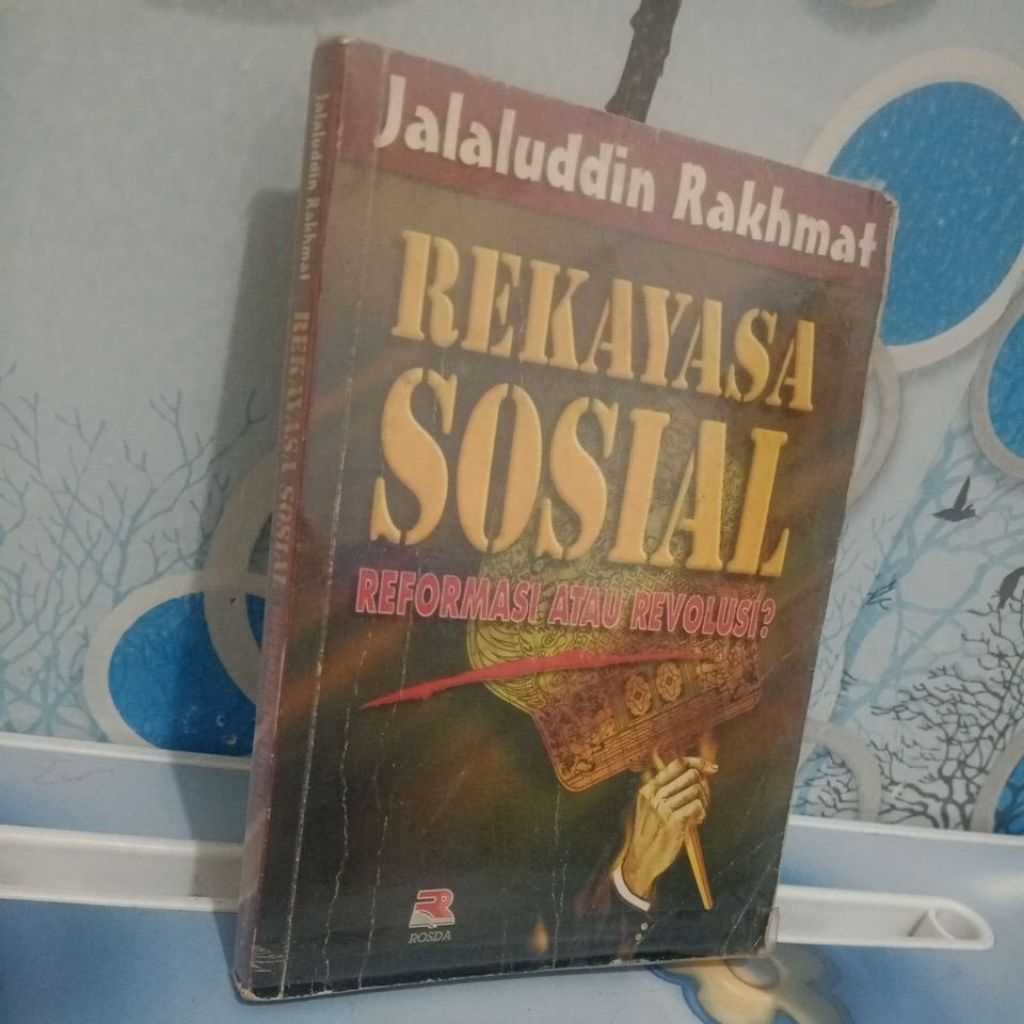 Jalaluddin Rakhmat
REKAYASA
SOSIAL
REFORMASI ATAU REVOLUSI?
ROSDA
Jalaluddin Rakhmat REKAYASA SOSIAL